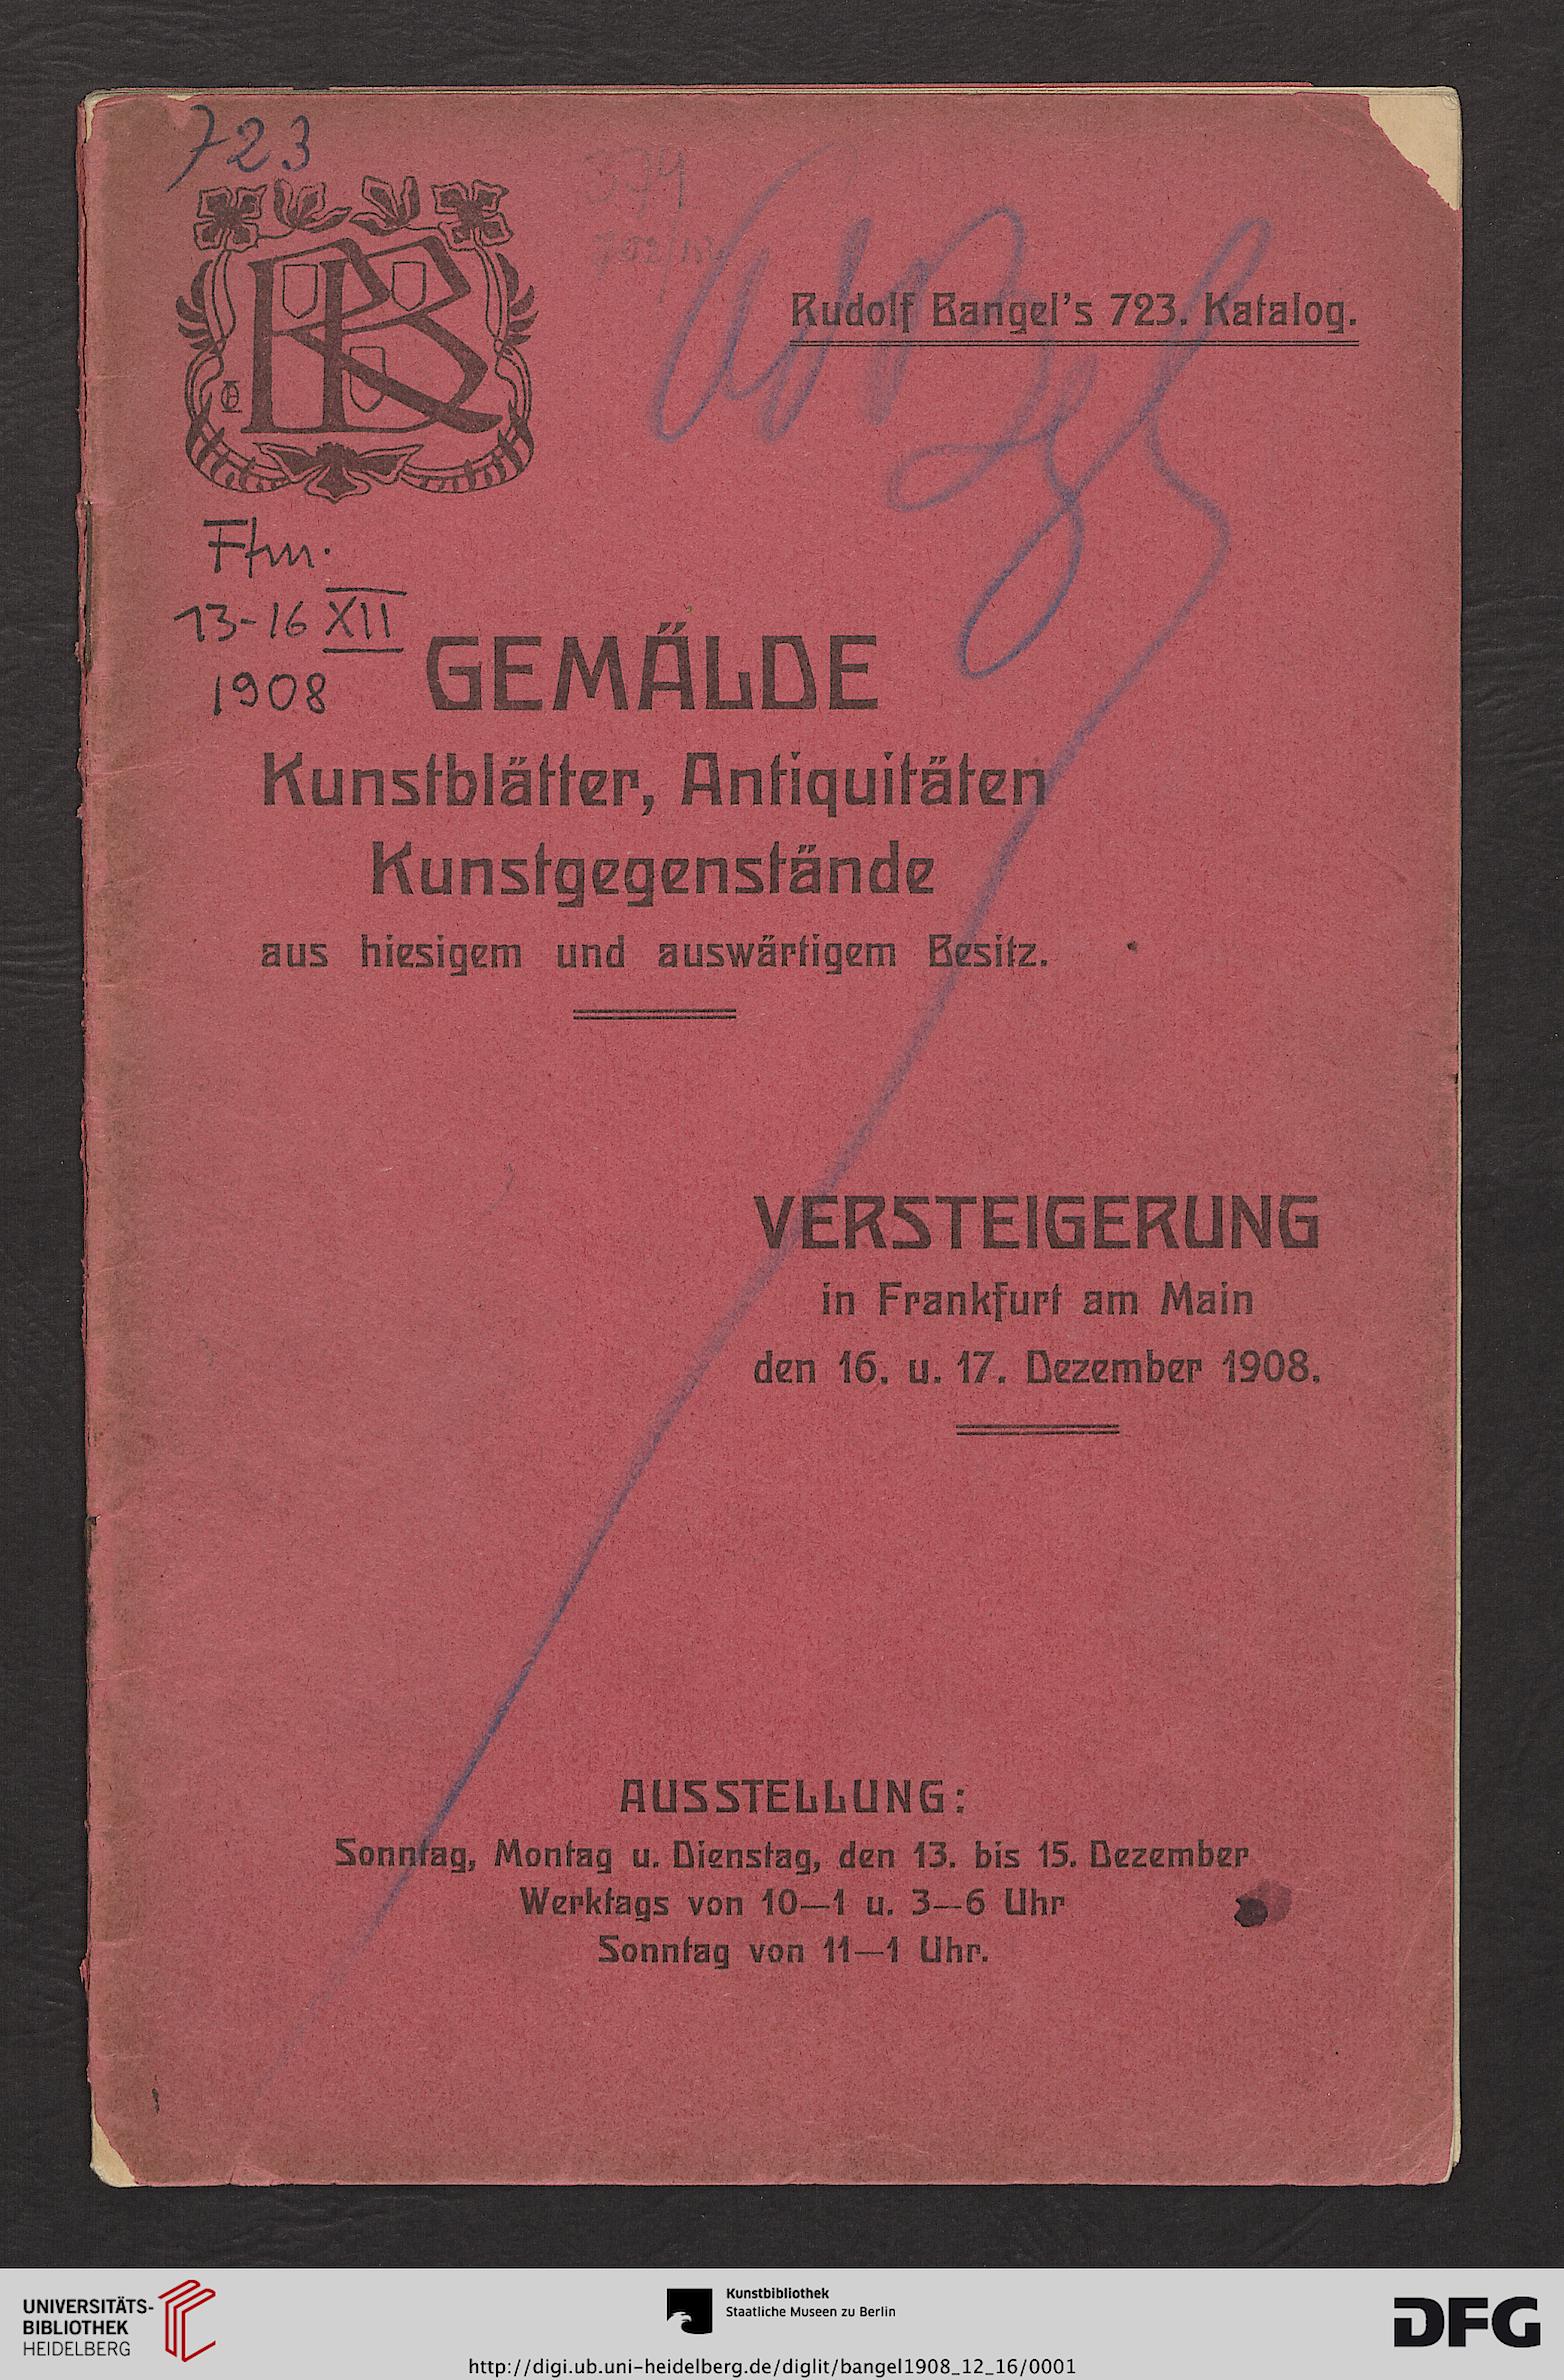 723
Rudolf Bangel's 723. Katalog.
Ffm.
13-16 XII
1908
GEMÄLDE
Kunstblätter, Antiquitäten
Kunstgegenstände
aus hiesigem und auswärtigem Besitz.
VERSTEIGERUNG
in Frankfurt am Main
den 16. u. 17. Dezember 1908.
AUSSTELLUNG:
Sonntag, Montag u. Dienstag, den 13. bis 15. Dezember
Werktags von 10—1 u. 3—6 Uhr
Sonntag von 11—1 Uhr.
UNIVERSITÄTS-
BIBLIOTHEK
HEIDELBERG
Kunstbibliothek
Staatliche Museen zu Berlin
DFG
http://digi.ub.uni-heidelberg.de/diglit/bangel1908_12_16/0001